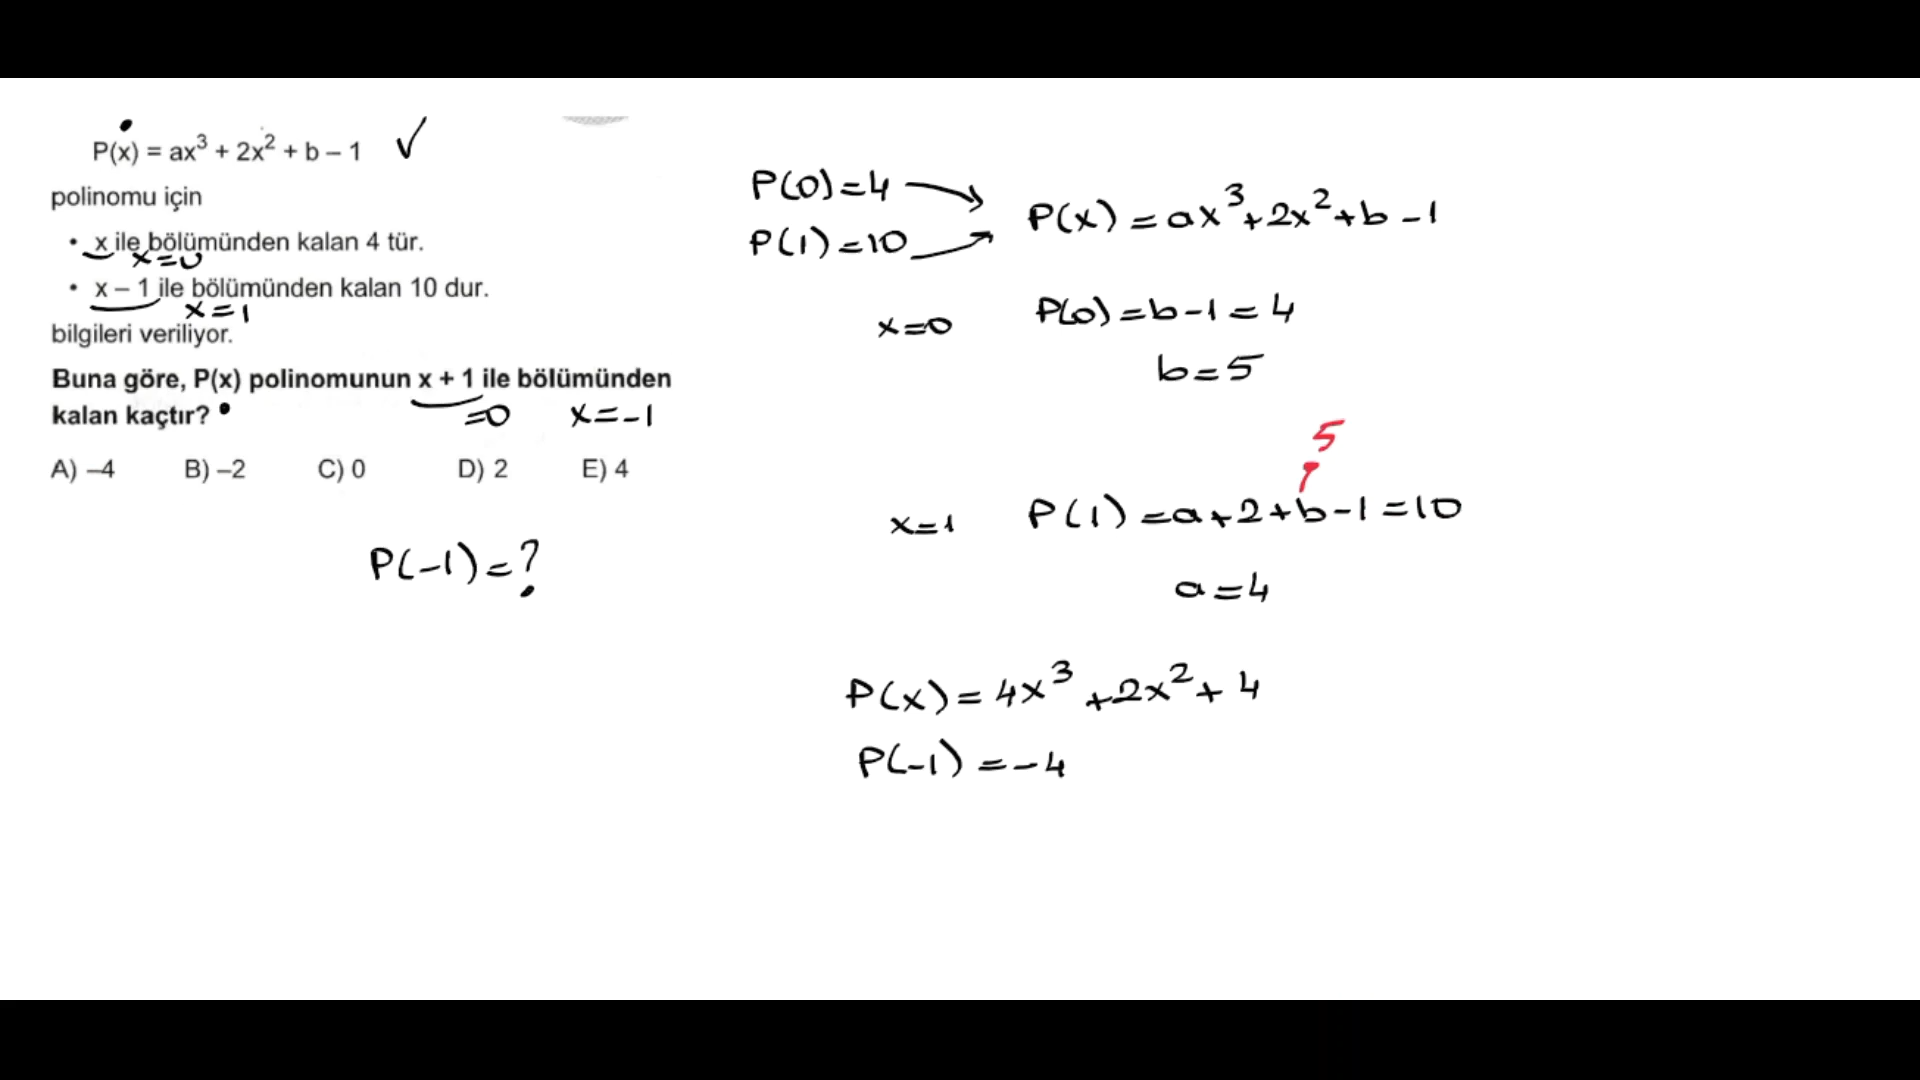 P(x) = ax³ + 2x² + b – 1 ✓
polinomu için
• x ile bölümünden kalan 4 tür.
x=0
• x – 1 ile bölümünden kalan 10 dur.
x=1
bilgileri veriliyor.
Buna göre, P(x) polinomunun x + 1 ile bölümünden
kalan kaçtır?
=0 x=-1
A) –4 B) –2 C) 0 D) 2 E) 4
P(-1)=?
P(0)=4
P(1)=10
P(x)=ax³+2x²+b-1
x=0 P(0)=b-1=4
b=5
5
x=1 P(1)=a+2+b-1=10
a=4
P(x)=4x³+2x²+4
P(-1)=-4